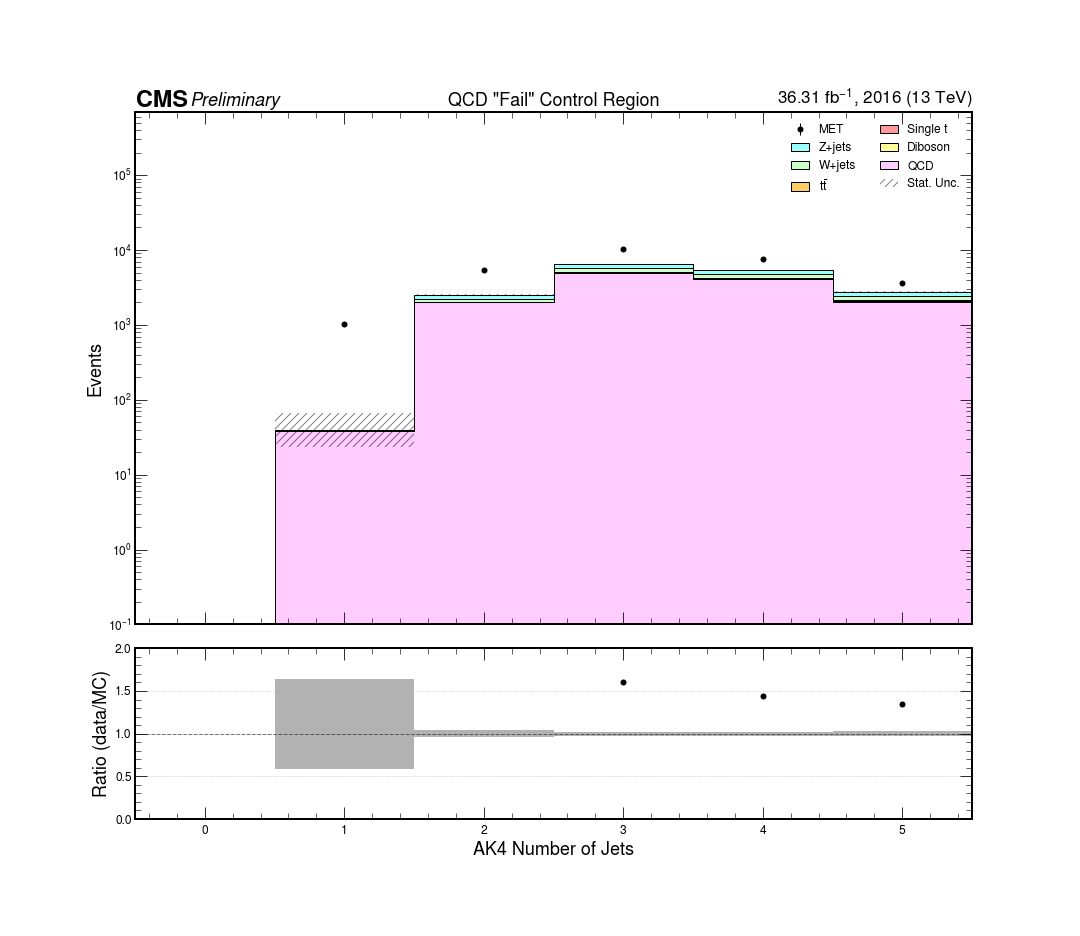 CMS Preliminary QCD "Fail" Control Region 36.31 fb⁻¹, 2016 (13 TeV)
MET Single t
Z+jets Diboson
W+jets QCD
tt̄ Stat. Unc.
10⁵
10⁴
10³
10²
10¹
10⁰
10⁻¹
Events
2.0
1.5
1.0
0.5
0.0
Ratio (data/MC)
0 1 2 3 4 5
AK4 Number of Jets